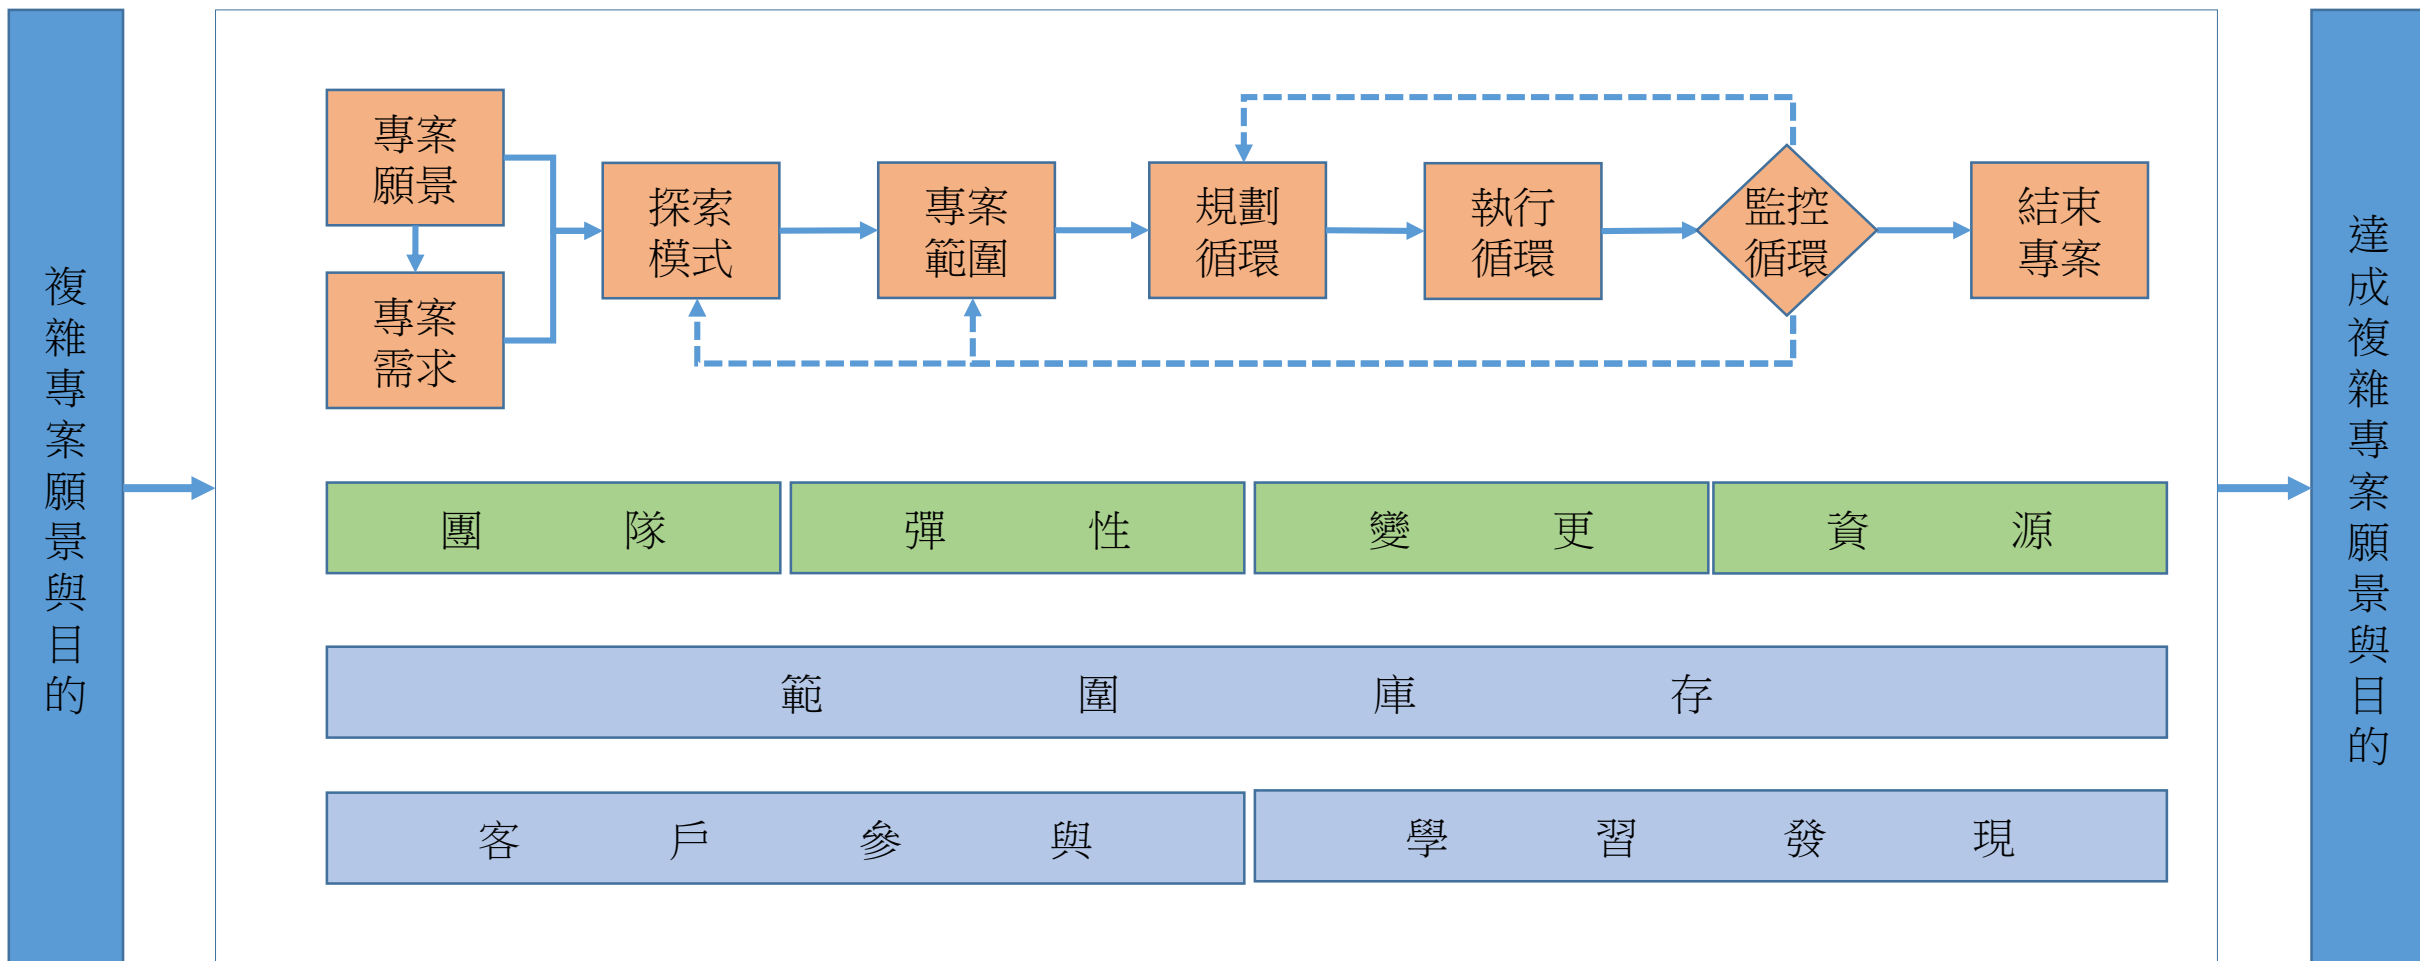 複雜專案願景與目的
專案
願景
專案
需求
探索
模式
專案
範圍
規劃
循環
執行
循環
監控
循環
結束
專案
團隊
彈性
變更
資源
範圍庫存
客戶參與
學習發現
達成複雜專案願景與目的